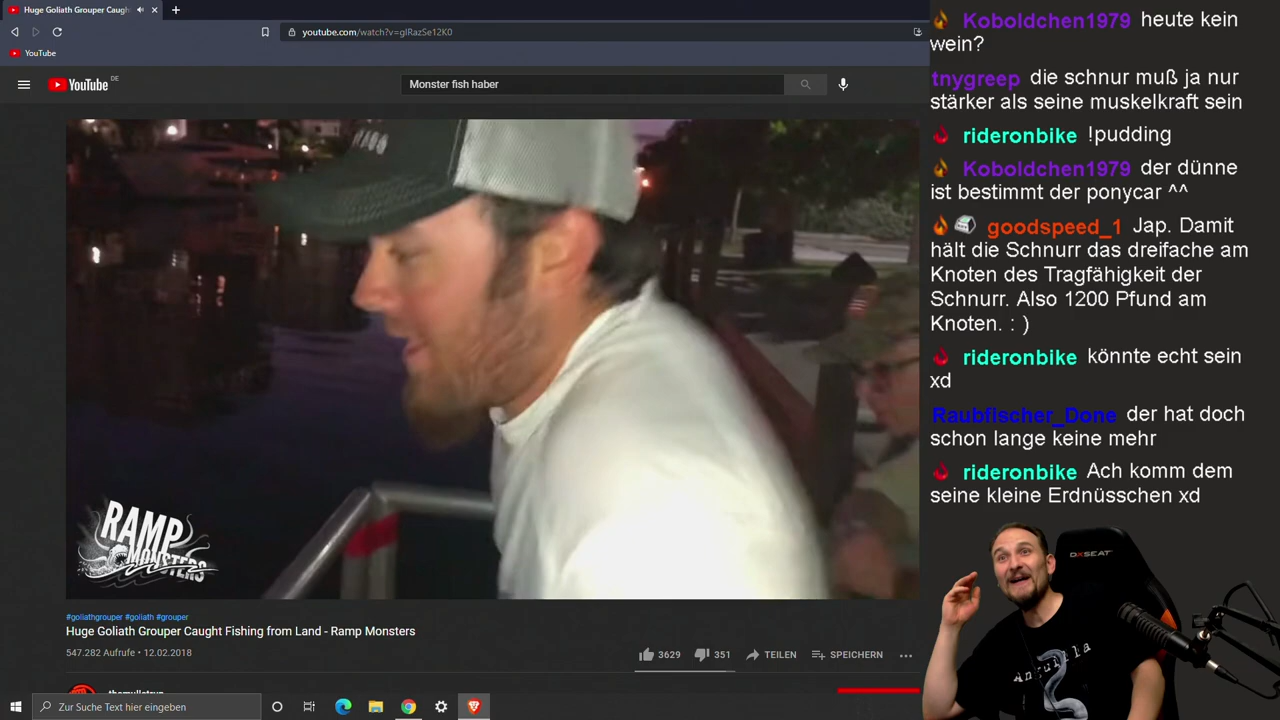 Huge Goliath Grouper Caugh
YouTube
youtube.com/watch?v=glRazSe12K0
YouTube DE
Monster fish haber
RAMP
MONSTERS
#goliathgrouper #goliath #grouper
Huge Goliath Grouper Caught Fishing from Land - Ramp Monsters
547.282 Aufrufe • 12.02.2018
3629
351
TEILEN
SPEICHERN
Zur Suche Text hier eingeben
Koboldchen1979 heute kein
wein?
tnygreep die schnur muß ja nur
stärker als seine muskelkraft sein
rideronbike !pudding
Koboldchen1979 der dünne
ist bestimmt der ponycar ^^
goodspeed_1 Jap. Damit
hält die Schnurr das dreifache am
Knoten des Tragfähigkeit der
Schnurr. Also 1200 Pfund am
Knoten. : )
rideronbike könnte echt sein
xd
Raubfischer_Done der hat doch
schon lange keine mehr
rideronbike Ach komm dem
seine kleine Erdnüsschen xd
DXSEAT